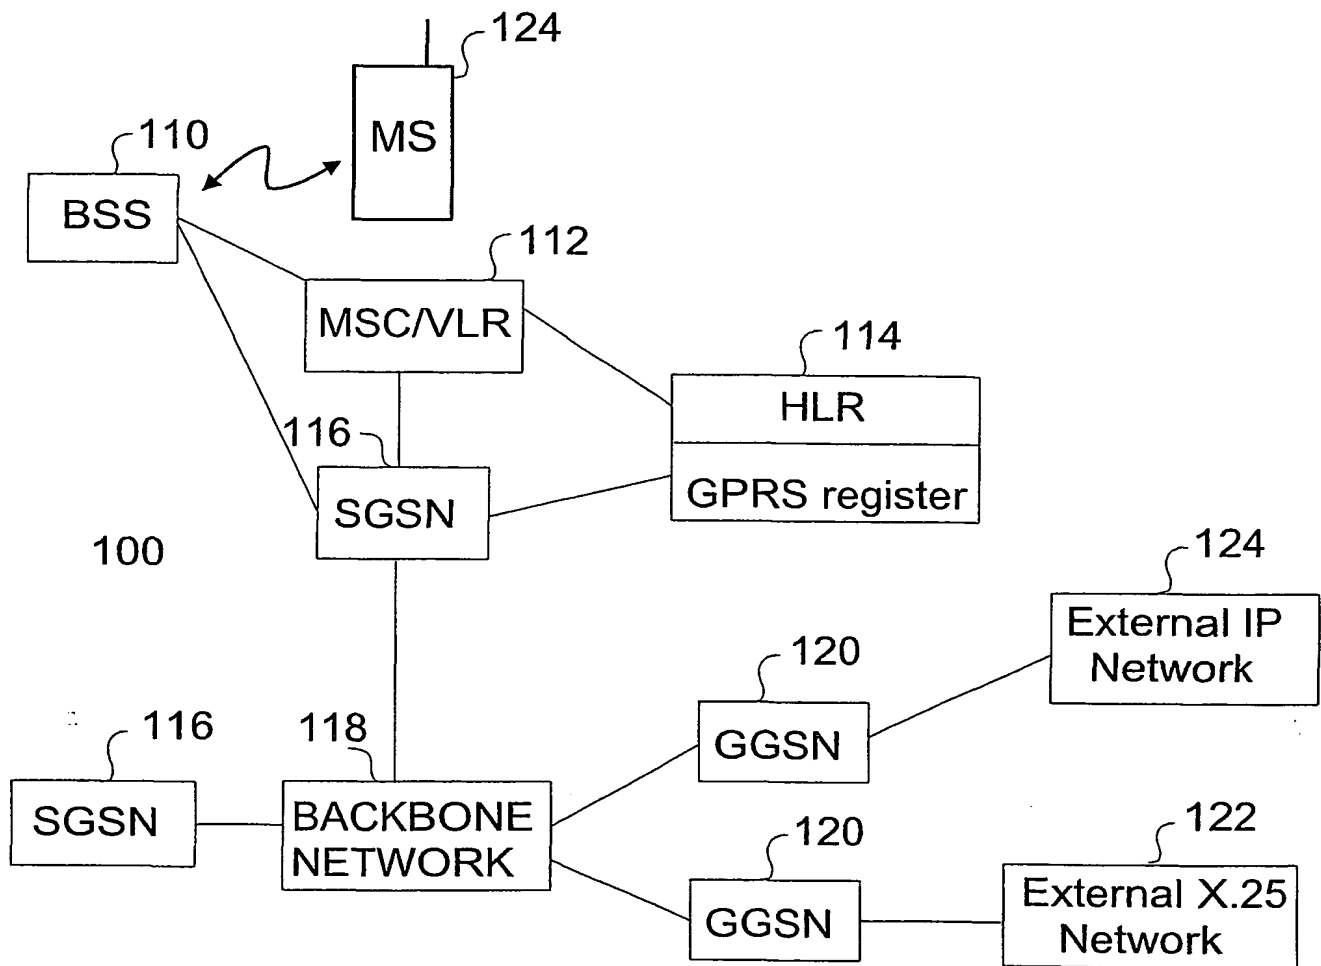 124
MS
110
BSS
112
MSC/VLR
114
HLR
GPRS register
116
SGSN
100
124
External IP
Network
120
GGSN
116
SGSN
118
BACKBONE
NETWORK
120
GGSN
122
External X.25
Network